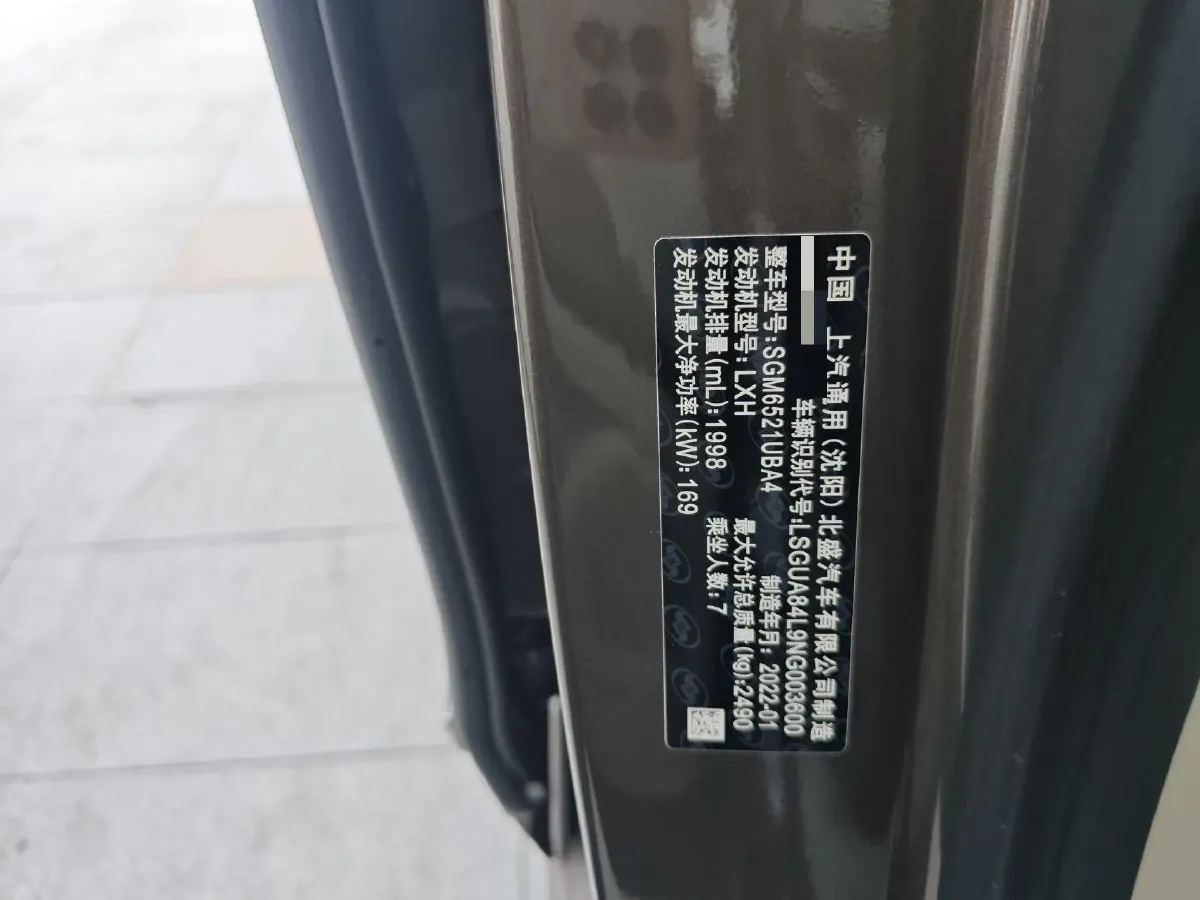 中国 上汽通用(沈阳)北盛汽车有限公司制造
车辆识别代号:LSGUA84L9NG003600
整车型号:SGM6521UBA4 制造年月:2022-01
发动机型号:LXH 最大允许总质量(kg):2490
发动机排量(mL):1998 乘坐人数:7
发动机最大净功率(kW):169